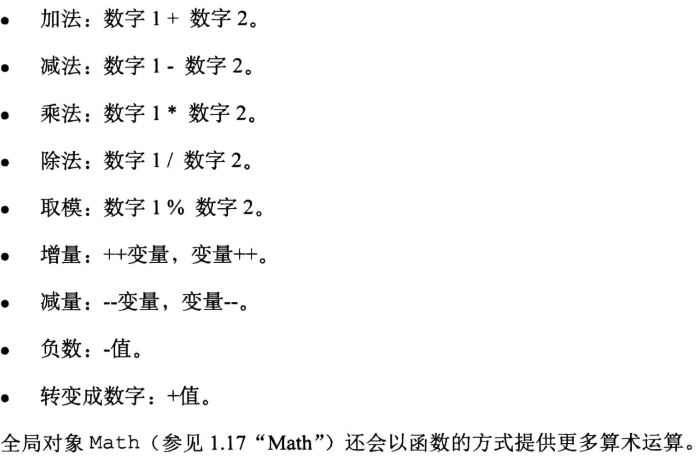 ● 加法：数字 1 + 数字 2。
● 减法：数字 1 - 数字 2。
● 乘法：数字 1 * 数字 2。
● 除法：数字 1 / 数字 2。
● 取模：数字 1 % 数字 2。
● 增量：++变量，变量++。
● 减量：--变量，变量--。
● 负数：-值。
● 转变成数字：+值。
全局对象 Math（参见 1.17 “Math”）还会以函数的方式提供更多算术运算。